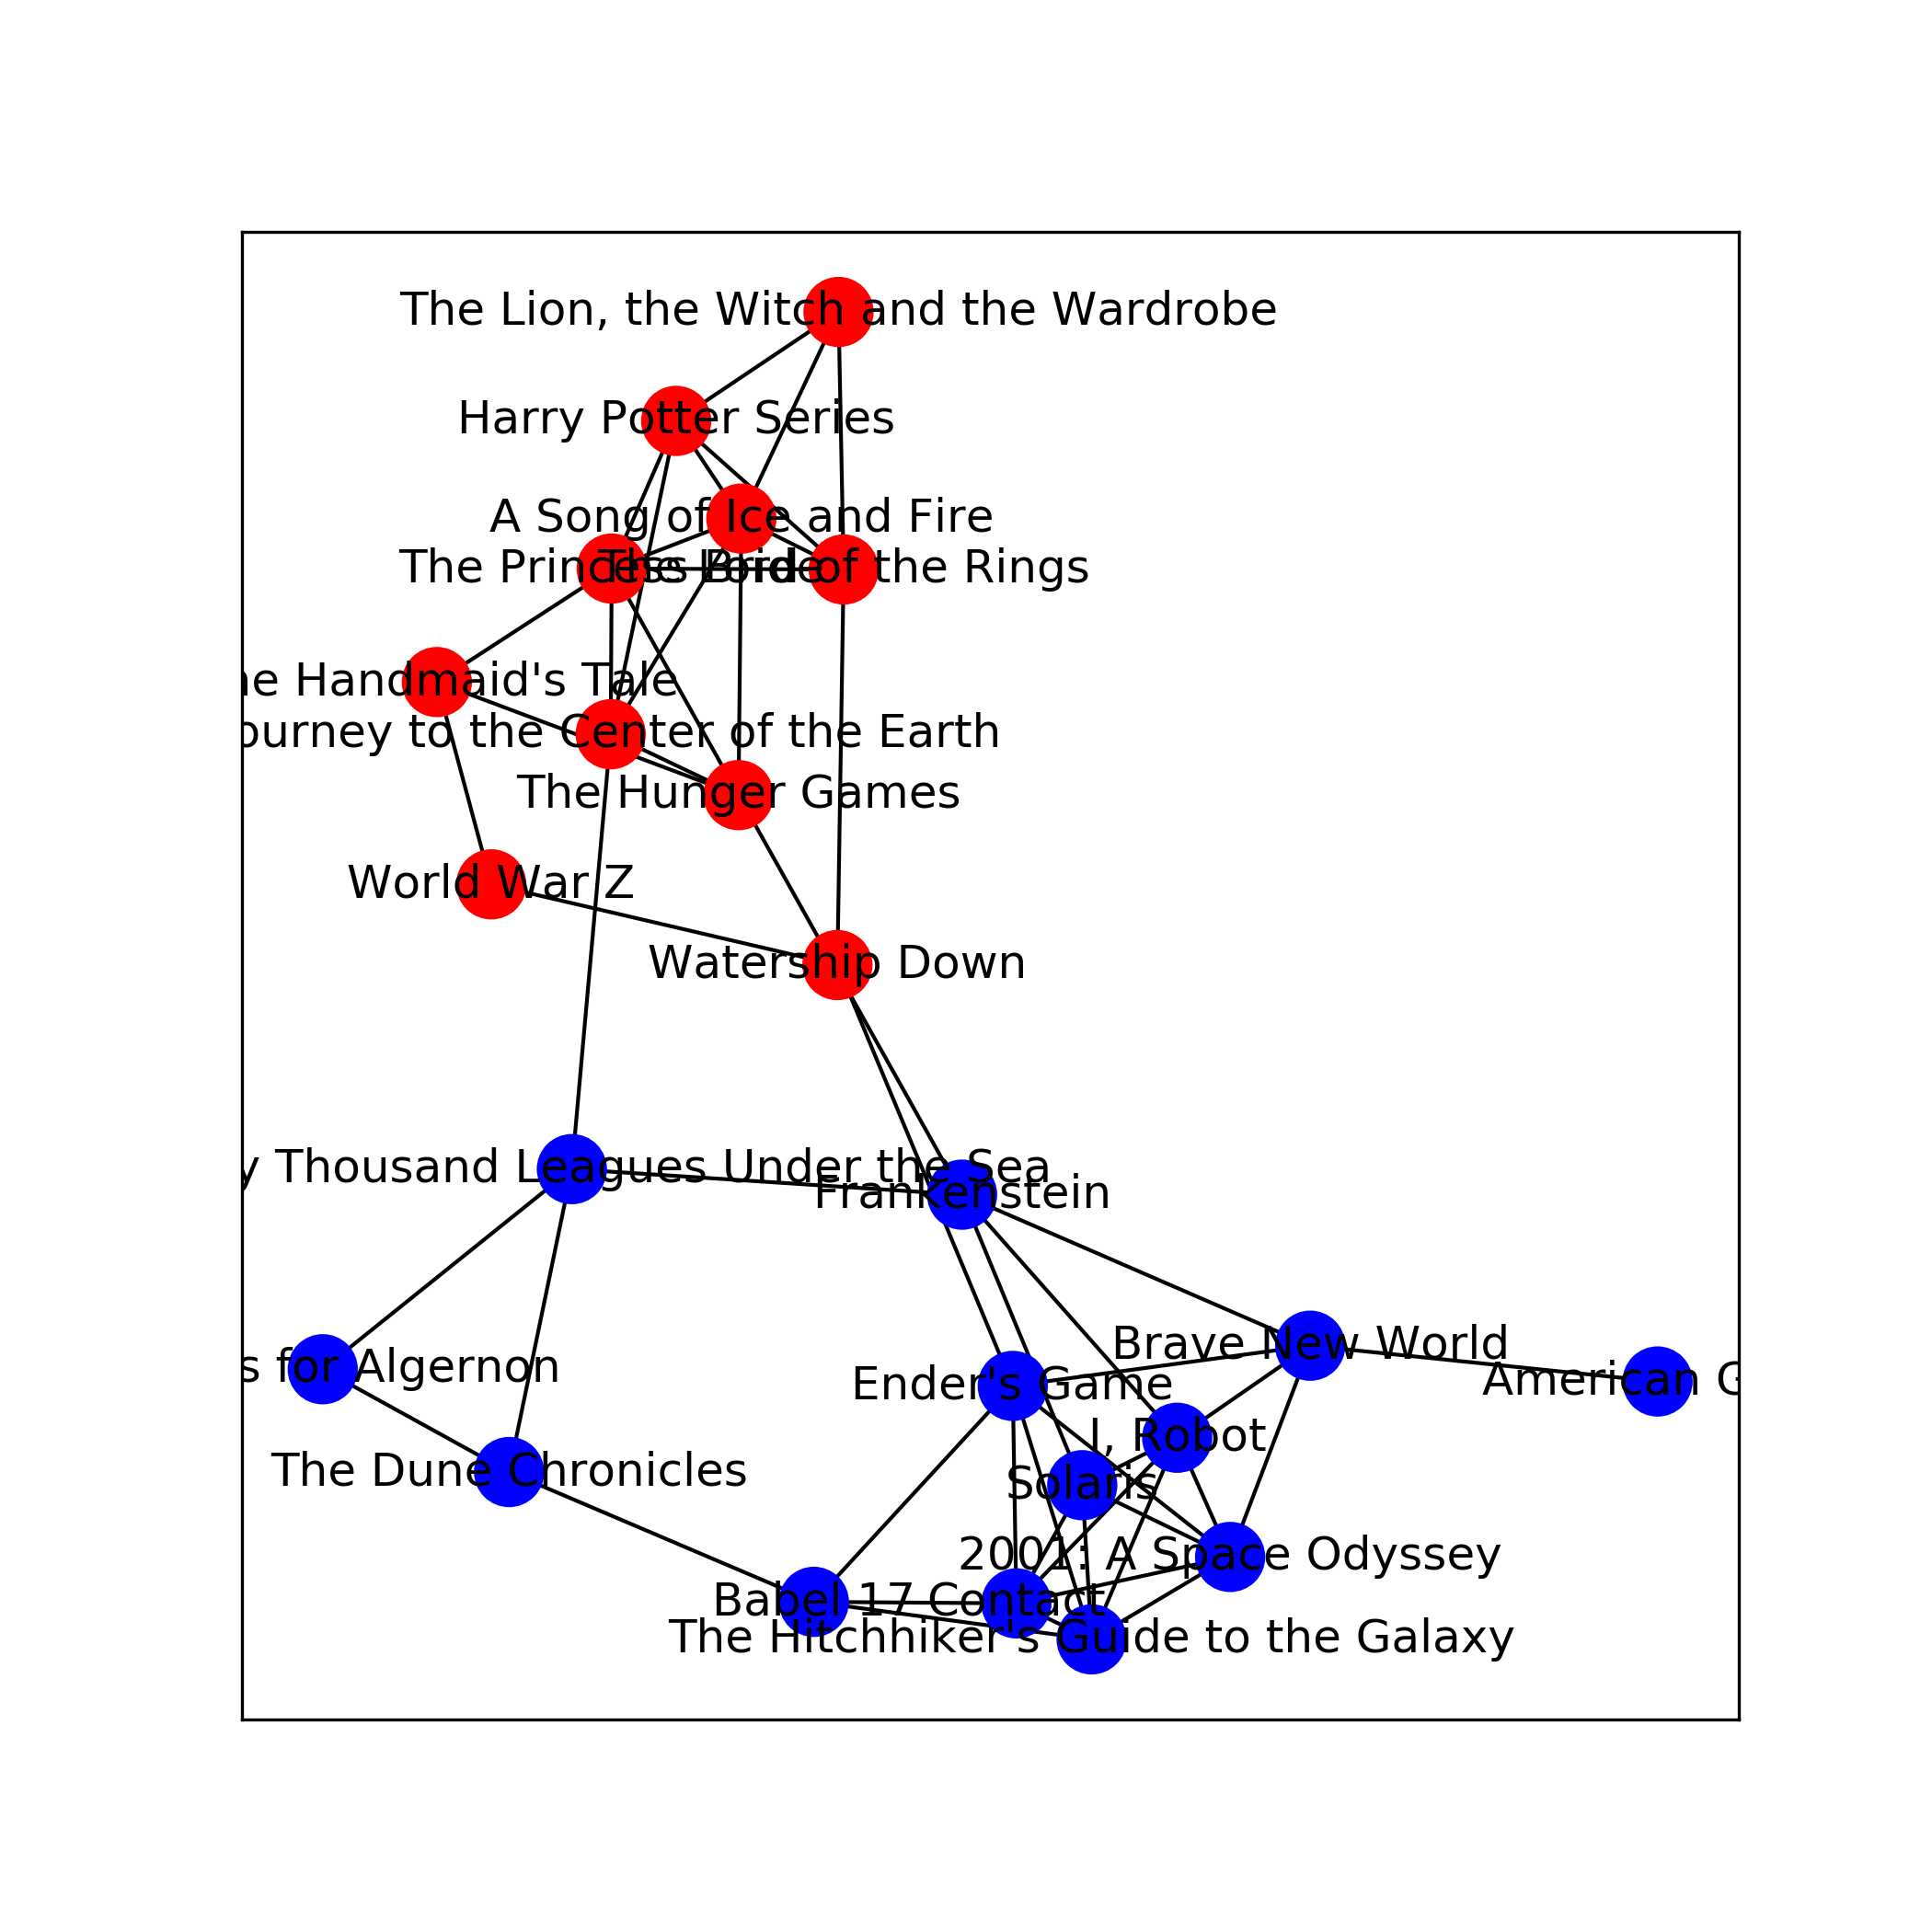 The Lion, the Witch and the Wardrobe
Harry Potter Series
A Song of Ice and Fire
The Princess Bride
The Lord of the Rings
ne Handmaid's Tale
ourney to the Center of the Earth
The Hunger Games
World War Z
Watership Down
y Thousand Leagues Under the Sea
Frankenstein
Brave New World
s for Algernon
Ender's Game
American G
I, Robot
The Dune Chronicles
Solaris
2001: A Space Odyssey
Babel 17
Contact
The Hitchhiker's Guide to the Galaxy